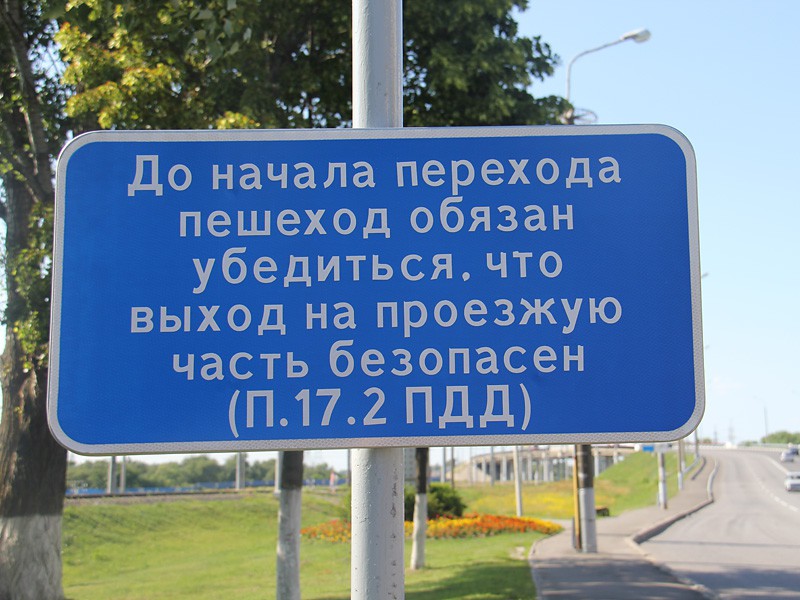 До начала перехода
пешеход обязан
убедиться, что
выход на проезжую
часть безопасен
(П.17.2 ПДД)